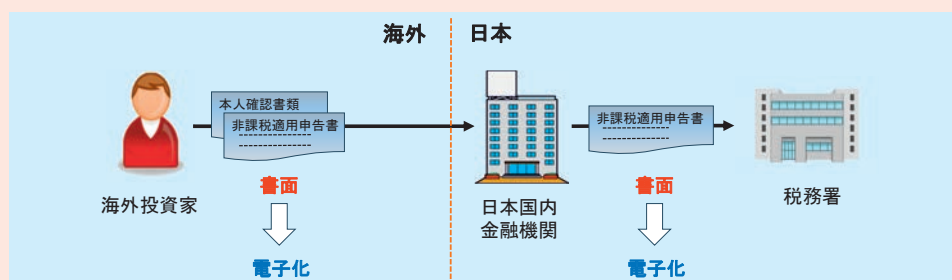 海外
日本
本人確認書類
非課税適用申告書
非課税適用申告書
海外投資家
書面
電子化
日本国内
金融機関
書面
電子化
税務署